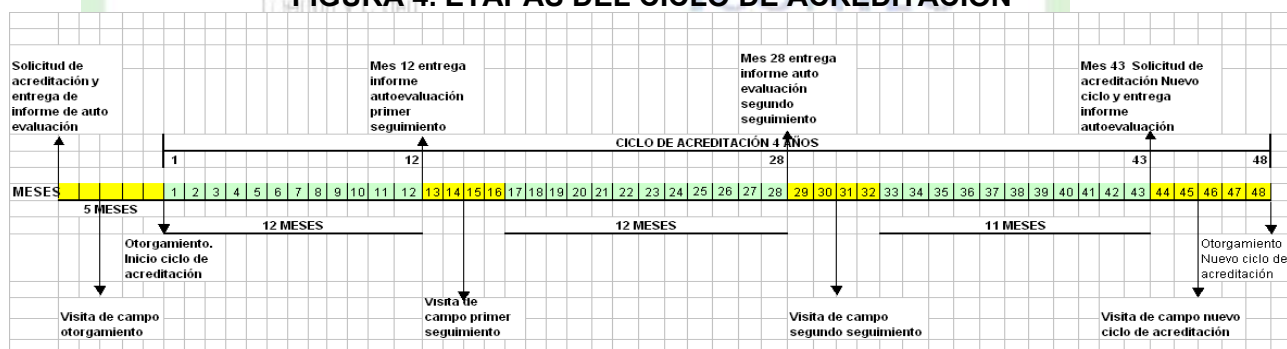 FIGURA 4. ETAPAS DEL CICLO DE ACREDITACIÓN
Solicitud de
acreditación y
entrega de
informe de auto
evaluación
Mes 12 entrega
informe
autoevaluación
primer
seguimiento
Mes 28 entrega
informe auto
evaluación
segundo
seguimiento
Mes 43 Solicitud de
acreditación Nuevo
ciclo y entrega
informe
autoevaluación
CICLO DE ACREDITACIÓN 4 AÑOS
1 12 28 43 48
MESES 1 2 3 4 5 6 7 8 9 10 11 12 13 14 15 16 17 18 19 20 21 22 23 24 25 26 27 28 29 30 31 32 33 34 35 36 37 38 39 40 41 42 43 44 45 46 47 48
5 MESES
12 MESES 12 MESES 11 MESES
Otorgamiento.
Inicio ciclo de
acreditación
Otorgamiento
Nuevo ciclo de
acreditación
Visita de campo
otorgamiento
Visita de
campo primer
seguimiento
Visita de campo
segundo seguimiento
Visita de campo nuevo
ciclo de acreditación